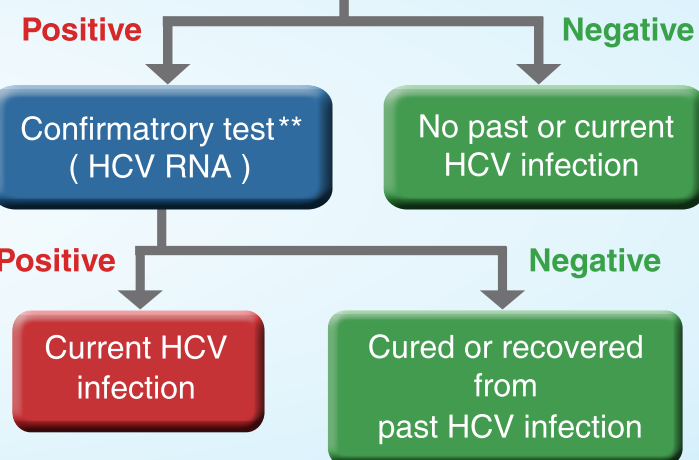 Positive
Negative
Confirmatrory test**
( HCV RNA )
No past or current
HCV infection
Positive
Negative
Current HCV
infection
Cured or recovered
from
past HCV infection